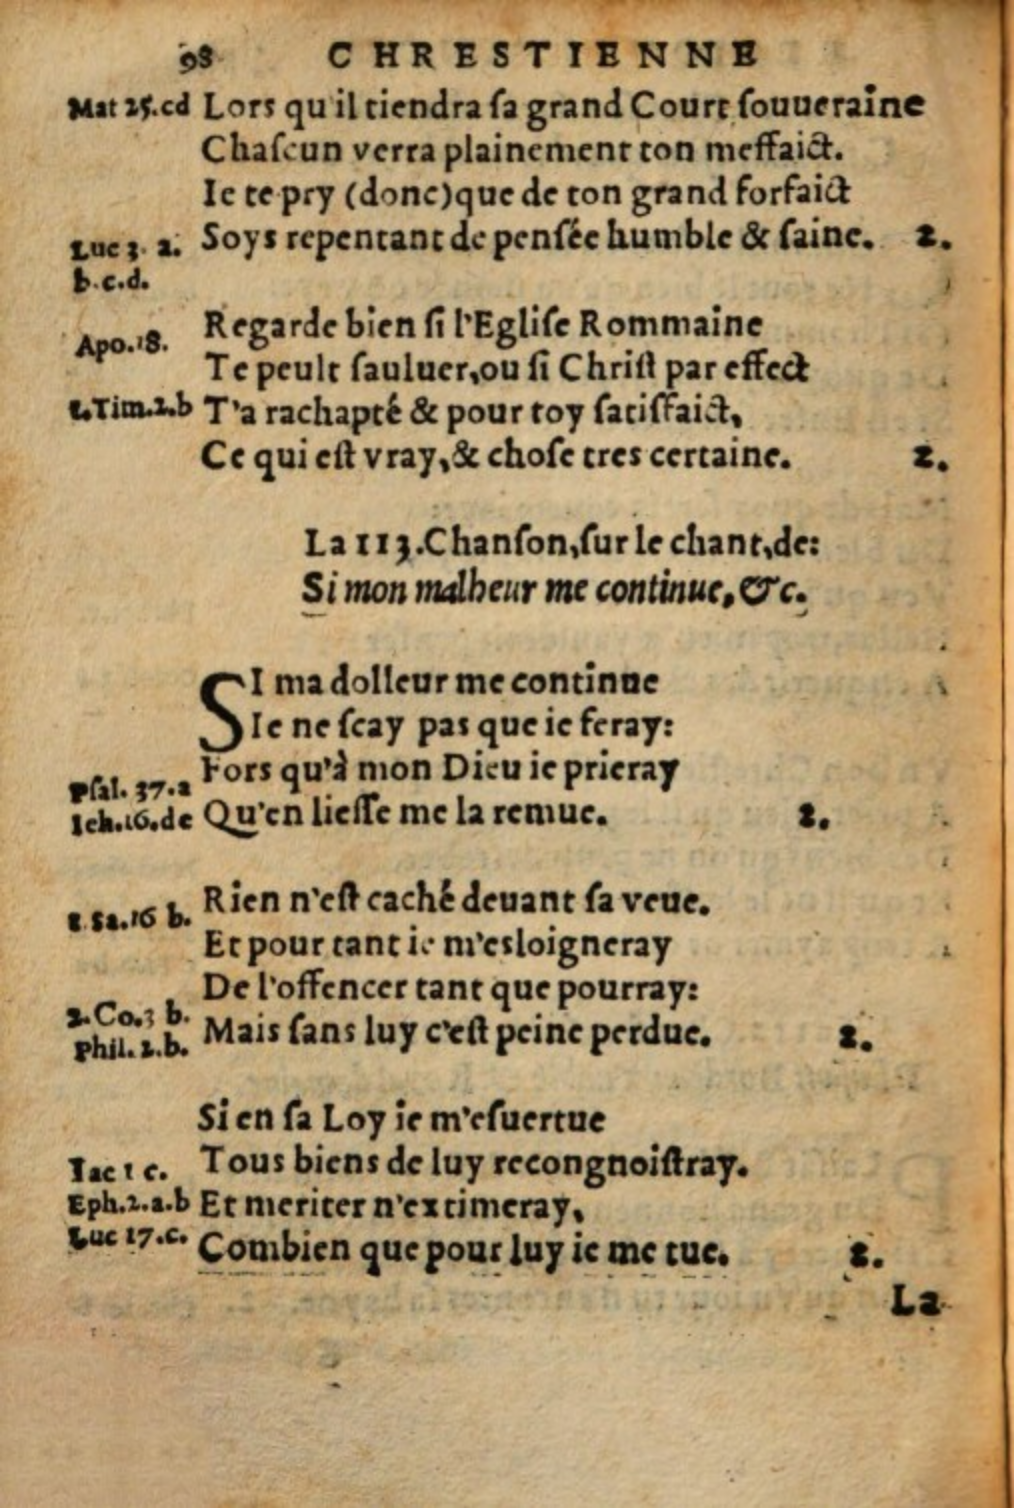 98 CHRESTIENNE
Mat 25.cd Lors qu'il tiendra sa grand Court souueraine
Chascun verra plainement ton meffaict.
Ie te pry (donc) que de ton grand forfaict
Luc 3. a. Soys repentant de pensée humble & saine. 2.
b.c.d.
Apo.18. Regarde bien si l'Eglise Rommaine
Te peult sauluer, ou si Christ par effect
1.Tim.2.b T'a rachapté & pour toy satisfaict,
Ce qui est vray, & chose tres certaine. 2.
La 113. Chanson, sur le chant, de:
Si mon malheur me continue, &c.
SI ma dolleur me continue
Ie ne scay pas que ie feray:
Psal. 37.a Fors qu'à mon Dieu ie prieray
Ieh.16.de Qu'en liesse me la remue. 2.
1 Sa.16 b. Rien n'est caché deuant sa veue.
Et pour tant ie m'esloigneray
De l'offencer tant que pourray:
2.Co.3 b. Mais sans luy c'est peine perdue. 2.
Phil. 2.b.
Si en sa Loy ie m'esuertue
Iac 1 c. Tous biens de luy recongnoistray.
Eph.2.a.b Et meriter n'extimeray,
Luc 17.c. Combien que pour luy ie me tue. 2.
La